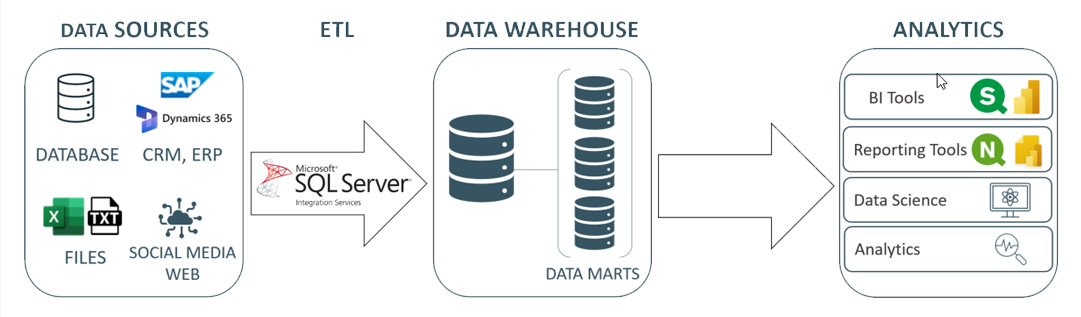 DATA SOURCES
ETL
DATA WAREHOUSE
ANALYTICS
SAP
Dynamics 365
DATABASE
CRM, ERP
X
TXT
FILES
SOCIAL MEDIA
WEB
Microsoft®
SQL Server®
Integration Services
DATA MARTS
BI Tools
S
Reporting Tools
N
Data Science
Analytics